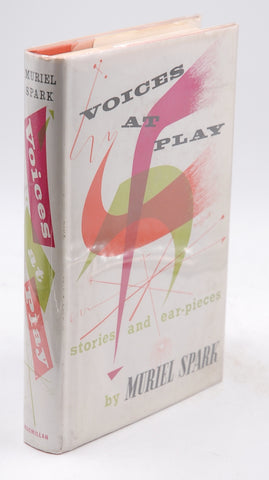 MURIEL
SPARK
Voices
at
Play
MACMILLAN
VOICES
AT
PLAY
stories and ear-pieces
by MURIEL SPARK